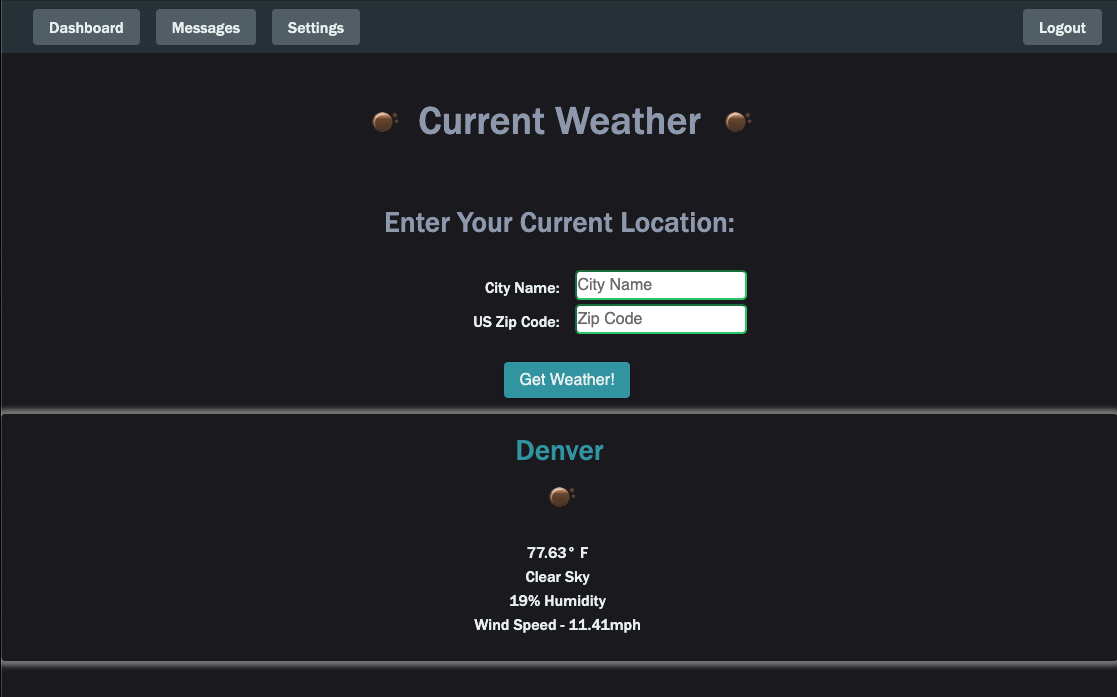 Dashboard Messages Settings Logout
Current Weather
Enter Your Current Location:
City Name: City Name
US Zip Code: Zip Code
Get Weather!
Denver
77.63° F
Clear Sky
19% Humidity
Wind Speed - 11.41mph